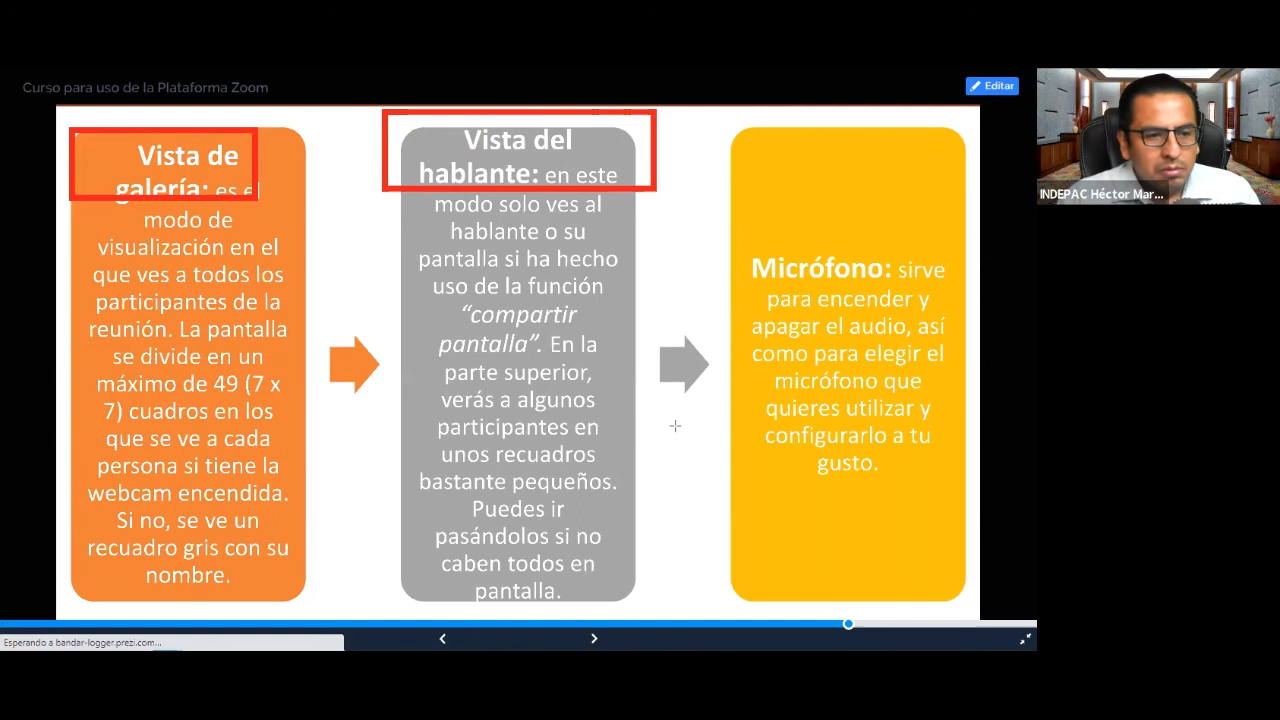 Curso para uso de la Plataforma Zoom
Editar
Vista de
galería: es el
modo de
visualización en el
que ves a todos los
participantes de la
reunión. La pantalla
se divide en un
máximo de 49 (7 x
7) cuadros en los
que se ve a cada
persona si tiene la
webcam encendida.
Si no, se ve un
recuadro gris con su
nombre.
Vista del
hablante: en este
modo solo ves al
hablante o su
pantalla si ha hecho
uso de la función
“compartir
pantalla”. En la
parte superior,
verás a algunos
participantes en
unos recuadros
bastante pequeños.
Puedes ir
pasándolos si no
caben todos en
pantalla.
Micrófono: sirve
para encender y
apagar el audio, así
como para elegir el
micrófono que
quieres utilizar y
configurarlo a tu
gusto.
INDEPAC Héctor Mar...
Esperando a bandar-logger.prezi.com...